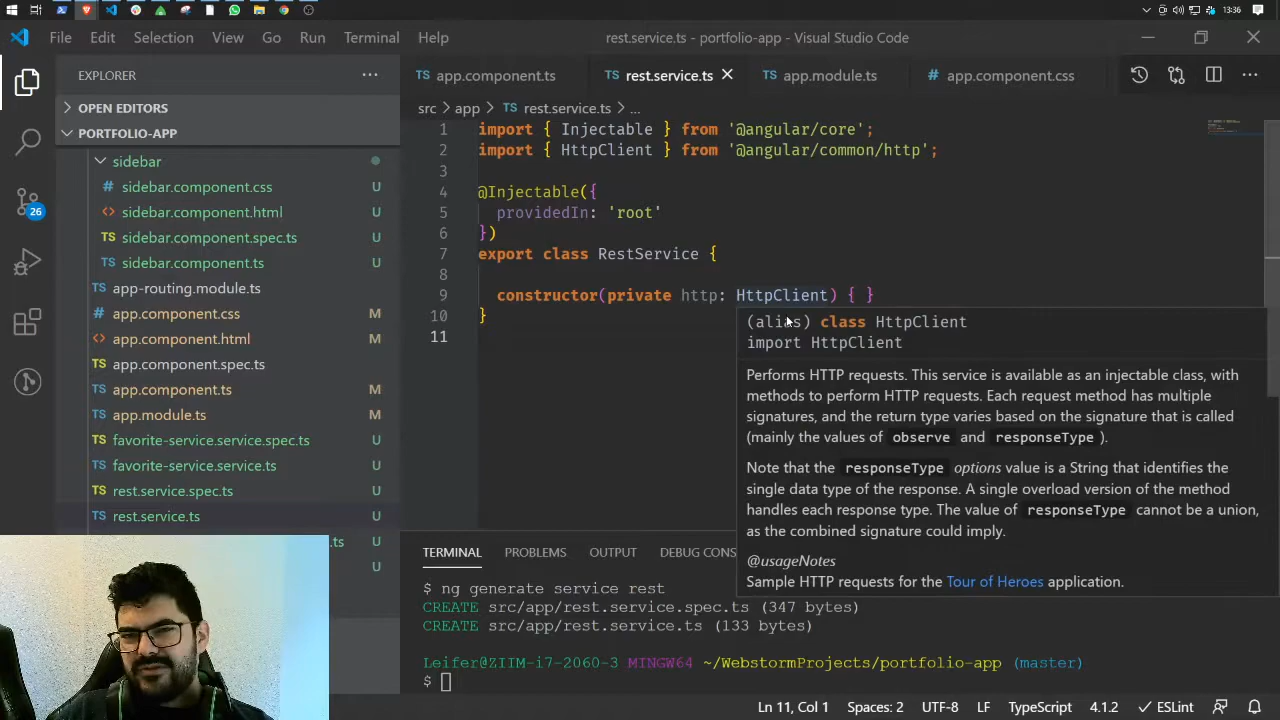 13:36
File Edit Selection View Go Run Terminal Help rest.service.ts - portfolio-app - Visual Studio Code
EXPLORER
OPEN EDITORS
PORTFOLIO-APP
sidebar
# sidebar.component.css U
<> sidebar.component.html U
TS sidebar.component.spec.ts U
TS sidebar.component.ts U
TS app-routing.module.ts
# app.component.css M
<> app.component.html M
TS app.component.spec.ts
TS app.component.ts M
TS app.module.ts M
TS favorite-service.service.spec.ts U
TS favorite-service.service.ts U
TS rest.service.spec.ts U
TS rest.service.ts U
ts U
U
26
TS app.component.ts TS rest.service.ts TS app.module.ts # app.component.css
src > app > TS rest.service.ts > ...
1 import { Injectable } from '@angular/core';
2 import { HttpClient } from '@angular/common/http';
3
4 @Injectable({
5 providedIn: 'root'
6 })
7 export class RestService {
8
9 constructor(private http: HttpClient) { }
10 }
11
(alias) class HttpClient
import HttpClient
Performs HTTP requests. This service is available as an injectable class, with
methods to perform HTTP requests. Each request method has multiple
signatures, and the return type varies based on the signature that is called
(mainly the values of observe and responseType ).
Note that the responseType options value is a String that identifies the
single data type of the response. A single overload version of the method
handles each response type. The value of responseType cannot be a union,
as the combined signature could imply.
@usageNotes
Sample HTTP requests for the Tour of Heroes application.
TERMINAL PROBLEMS OUTPUT DEBUG CONS
$ ng generate service rest
CREATE src/app/rest.service.spec.ts (347 bytes)
CREATE src/app/rest.service.ts (133 bytes)
Leifer@ZIIM-i7-2060-3 MINGW64 ~/WebstormProjects/portfolio-app (master)
$
Ln 11, Col 1 Spaces: 2 UTF-8 LF TypeScript 4.1.2 ESLint